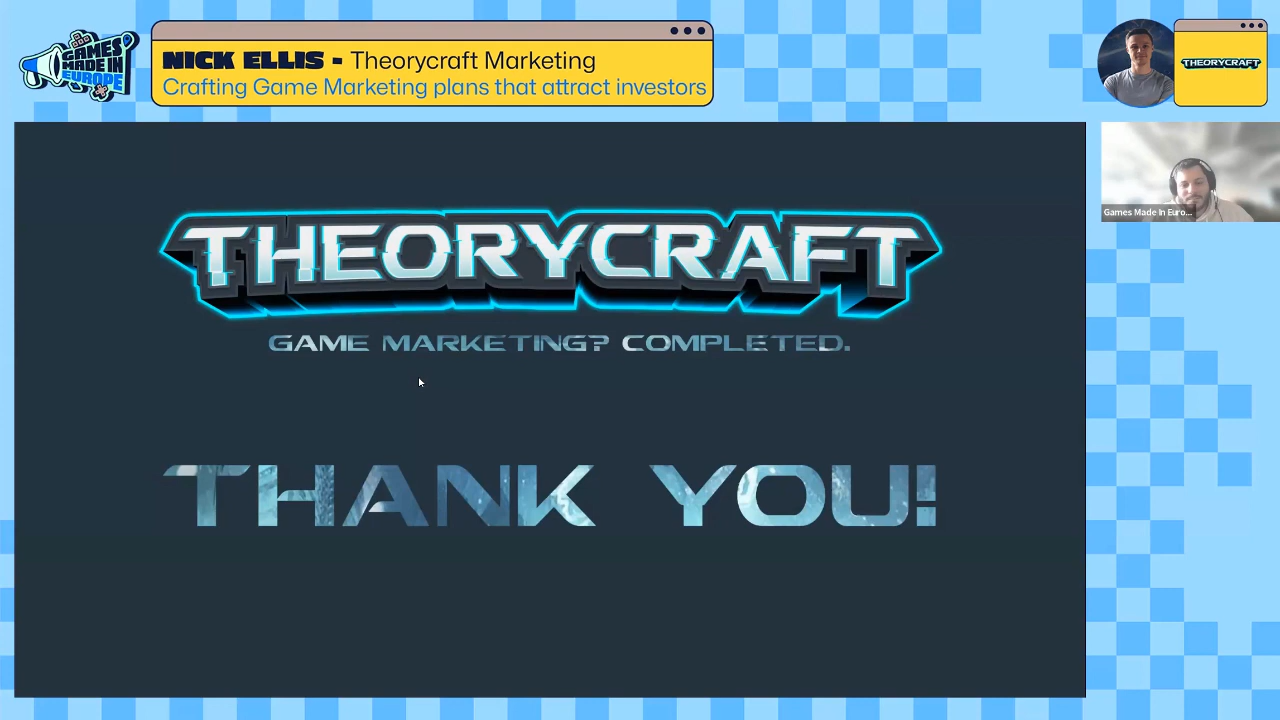 GAMES
MADE IN
EUROPE
NICK ELLIS - Theorycraft Marketing
Crafting Game Marketing plans that attract investors
THEORYCRAFT
Games Made In Euro...
THEORYCRAFT
GAME MARKETING? COMPLETED.
THANK YOU!